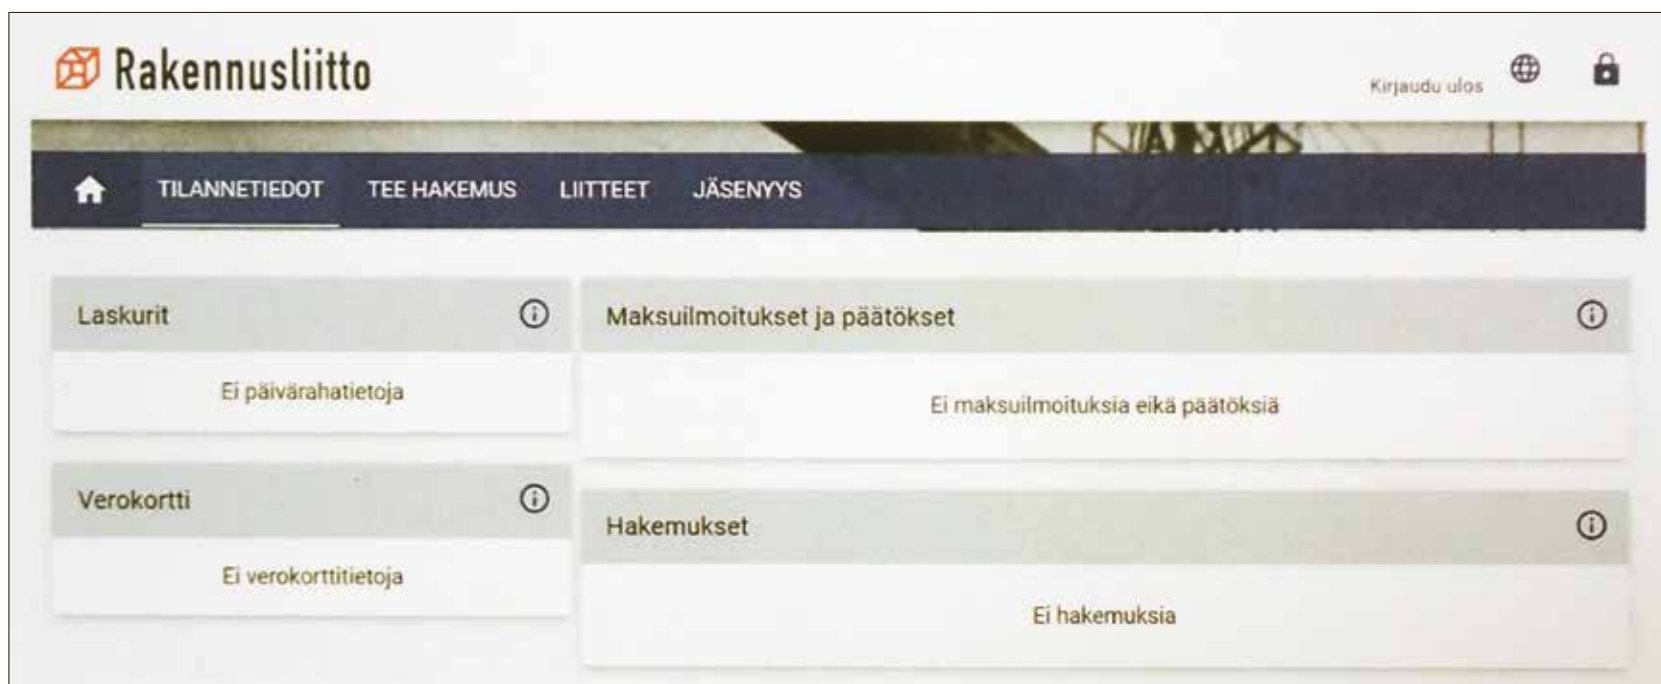 Rakennusliitto
Kirjaudu ulos
TILANNETIEDOT TEE HAKEMUS LIITTEET JÄSENYYS
Laskurit
Ei päivärahatietoja
Maksuilmoitukset ja päätökset
Ei maksuilmoituksia eikä päätöksiä
Verokortti
Ei verokorttitietoja
Hakemukset
Ei hakemuksia